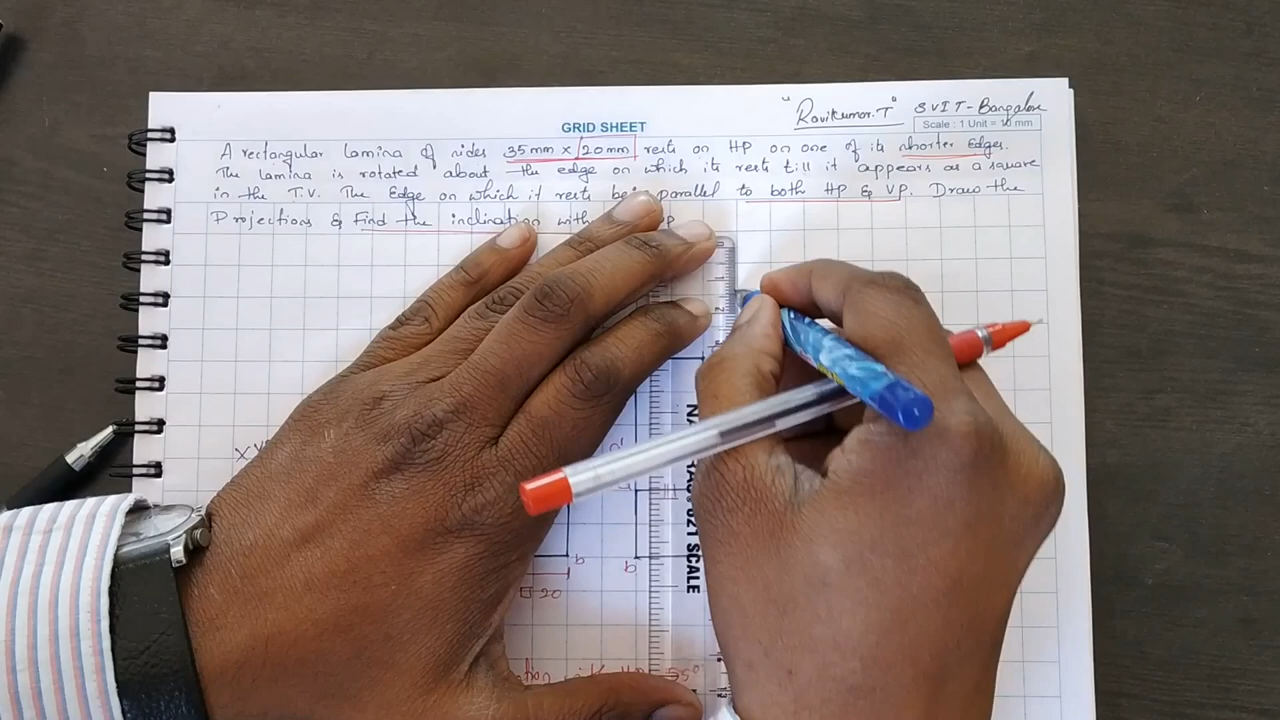 "Ravikumar.T" SVIT-Bangalore
GRID SHEET
Scale : 1 Unit = 10 mm
A rectangular lamina of sides 35mm x 20mm rests on HP on one of its shorter Edges.
The lamina is rotated about the edge on which its rests till it appears as a square
in the T.V. The Edge on which it rests being parallel to both HP & VP. Draw the
Projections & Find the inclination with
XY
b
b
20
SCALE